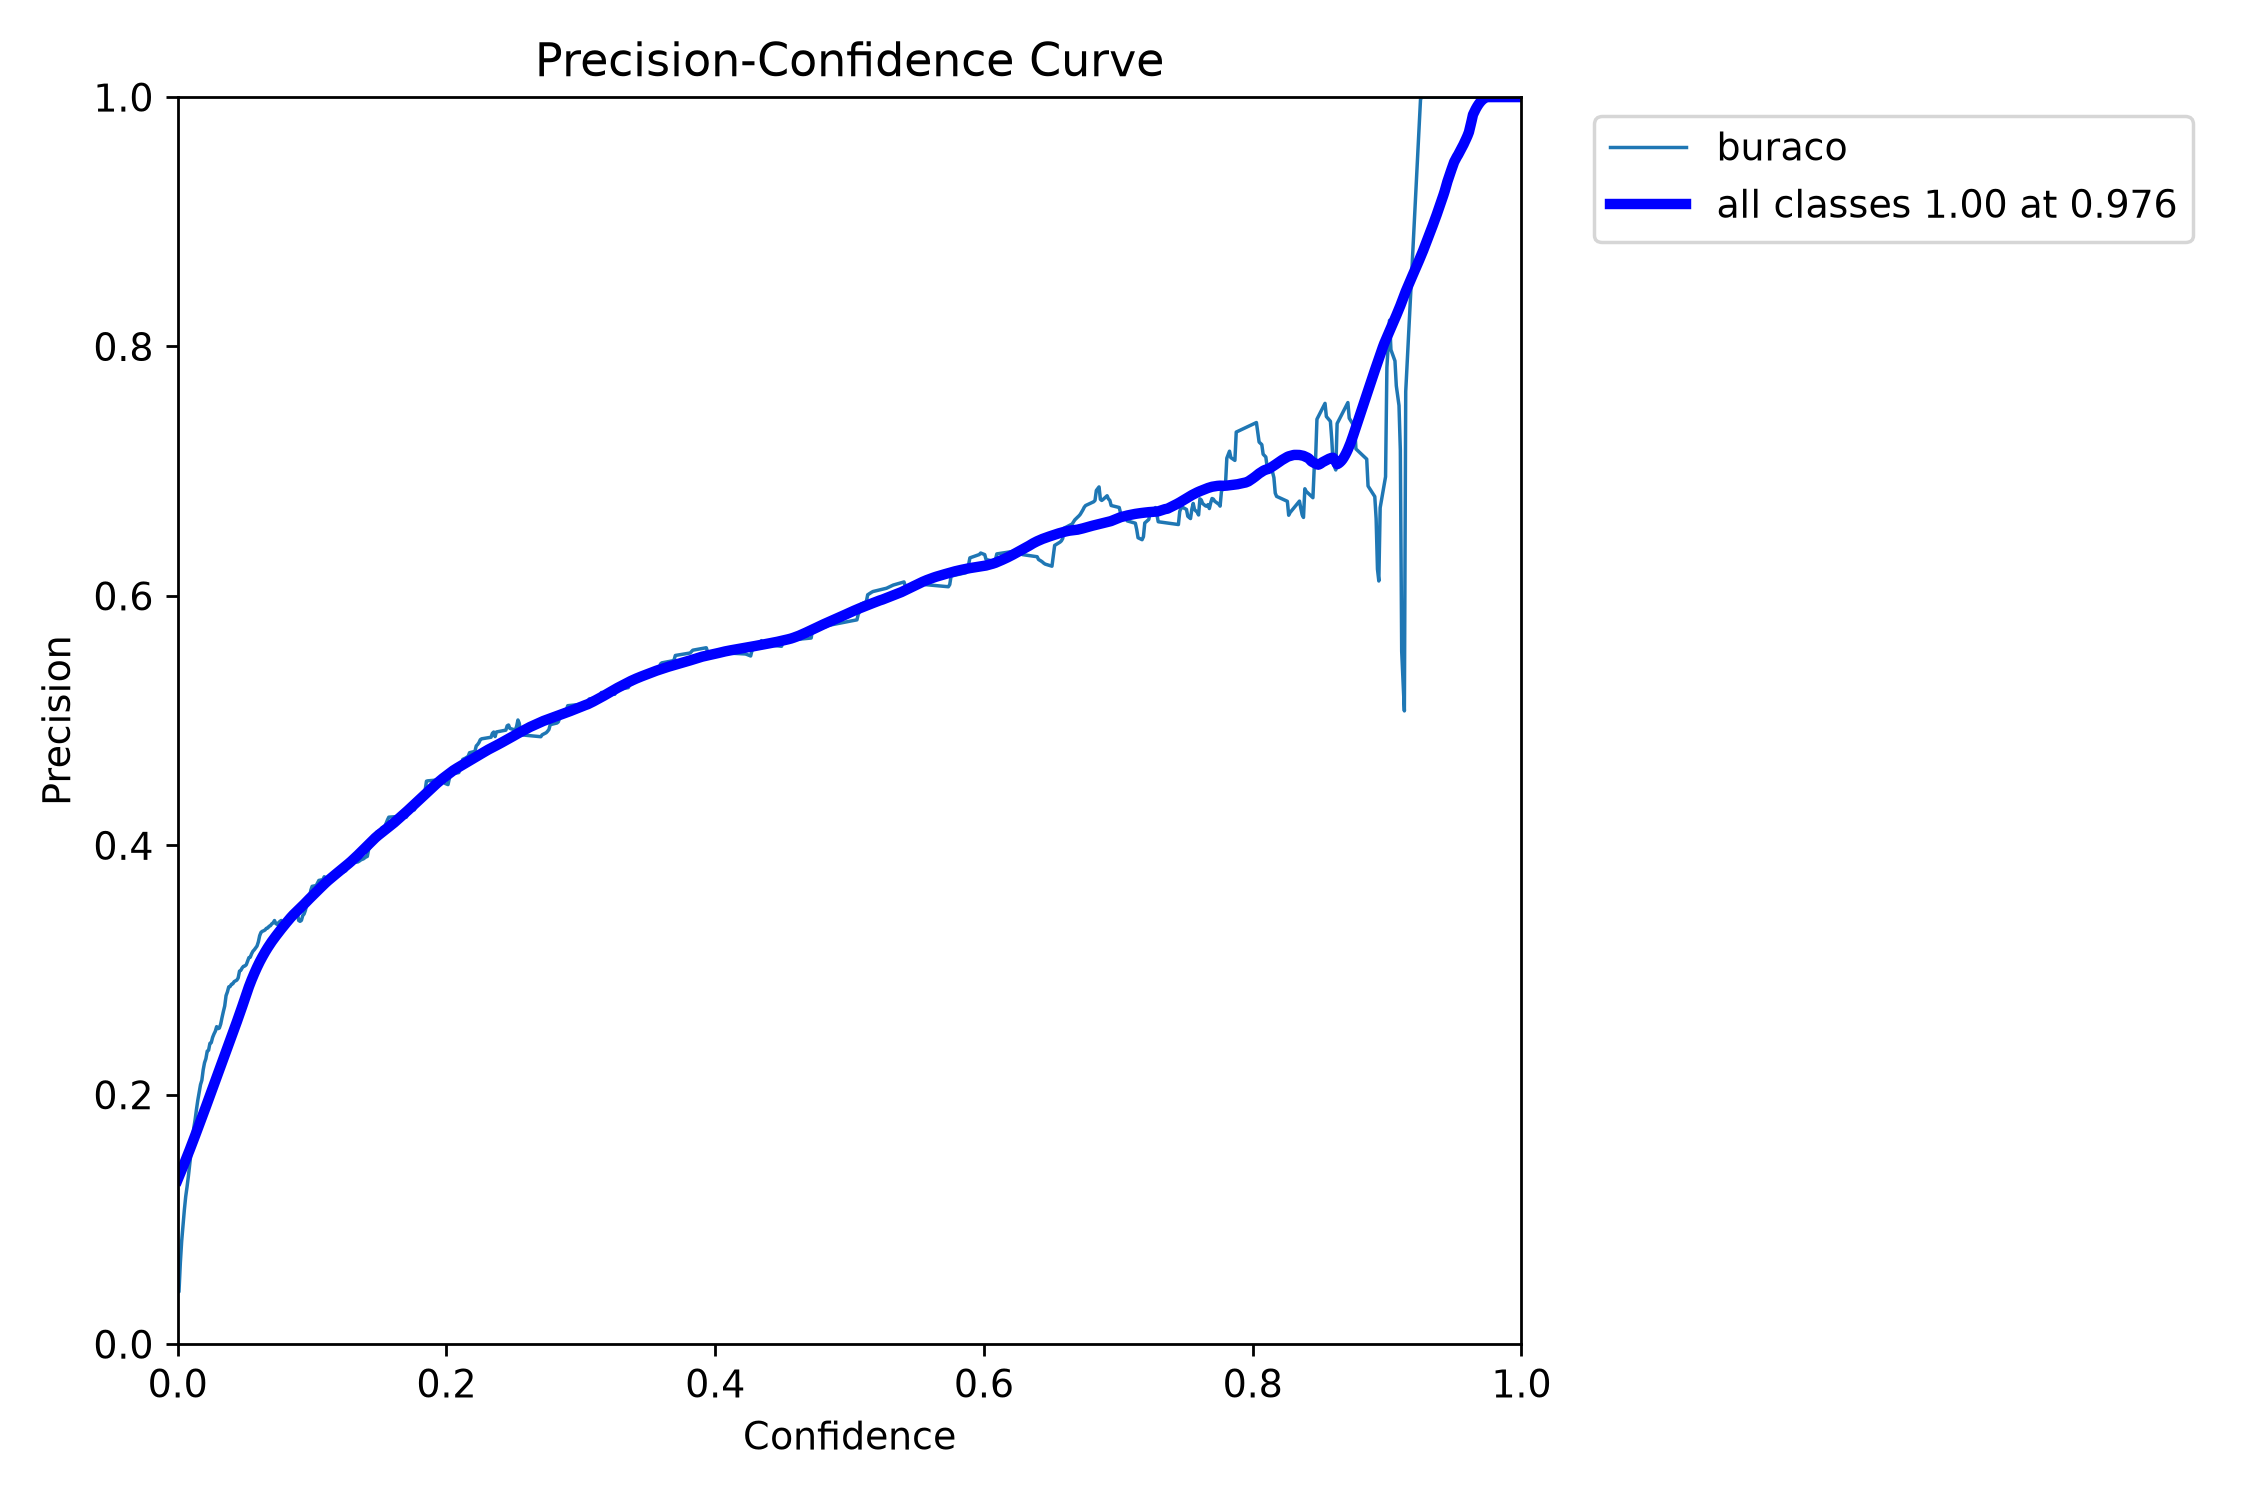 Precision-Confidence Curve
1.0
0.8
0.6
0.4
0.2
0.0
Precision
0.0 0.2 0.4 0.6 0.8 1.0
Confidence
buraco
all classes 1.00 at 0.976